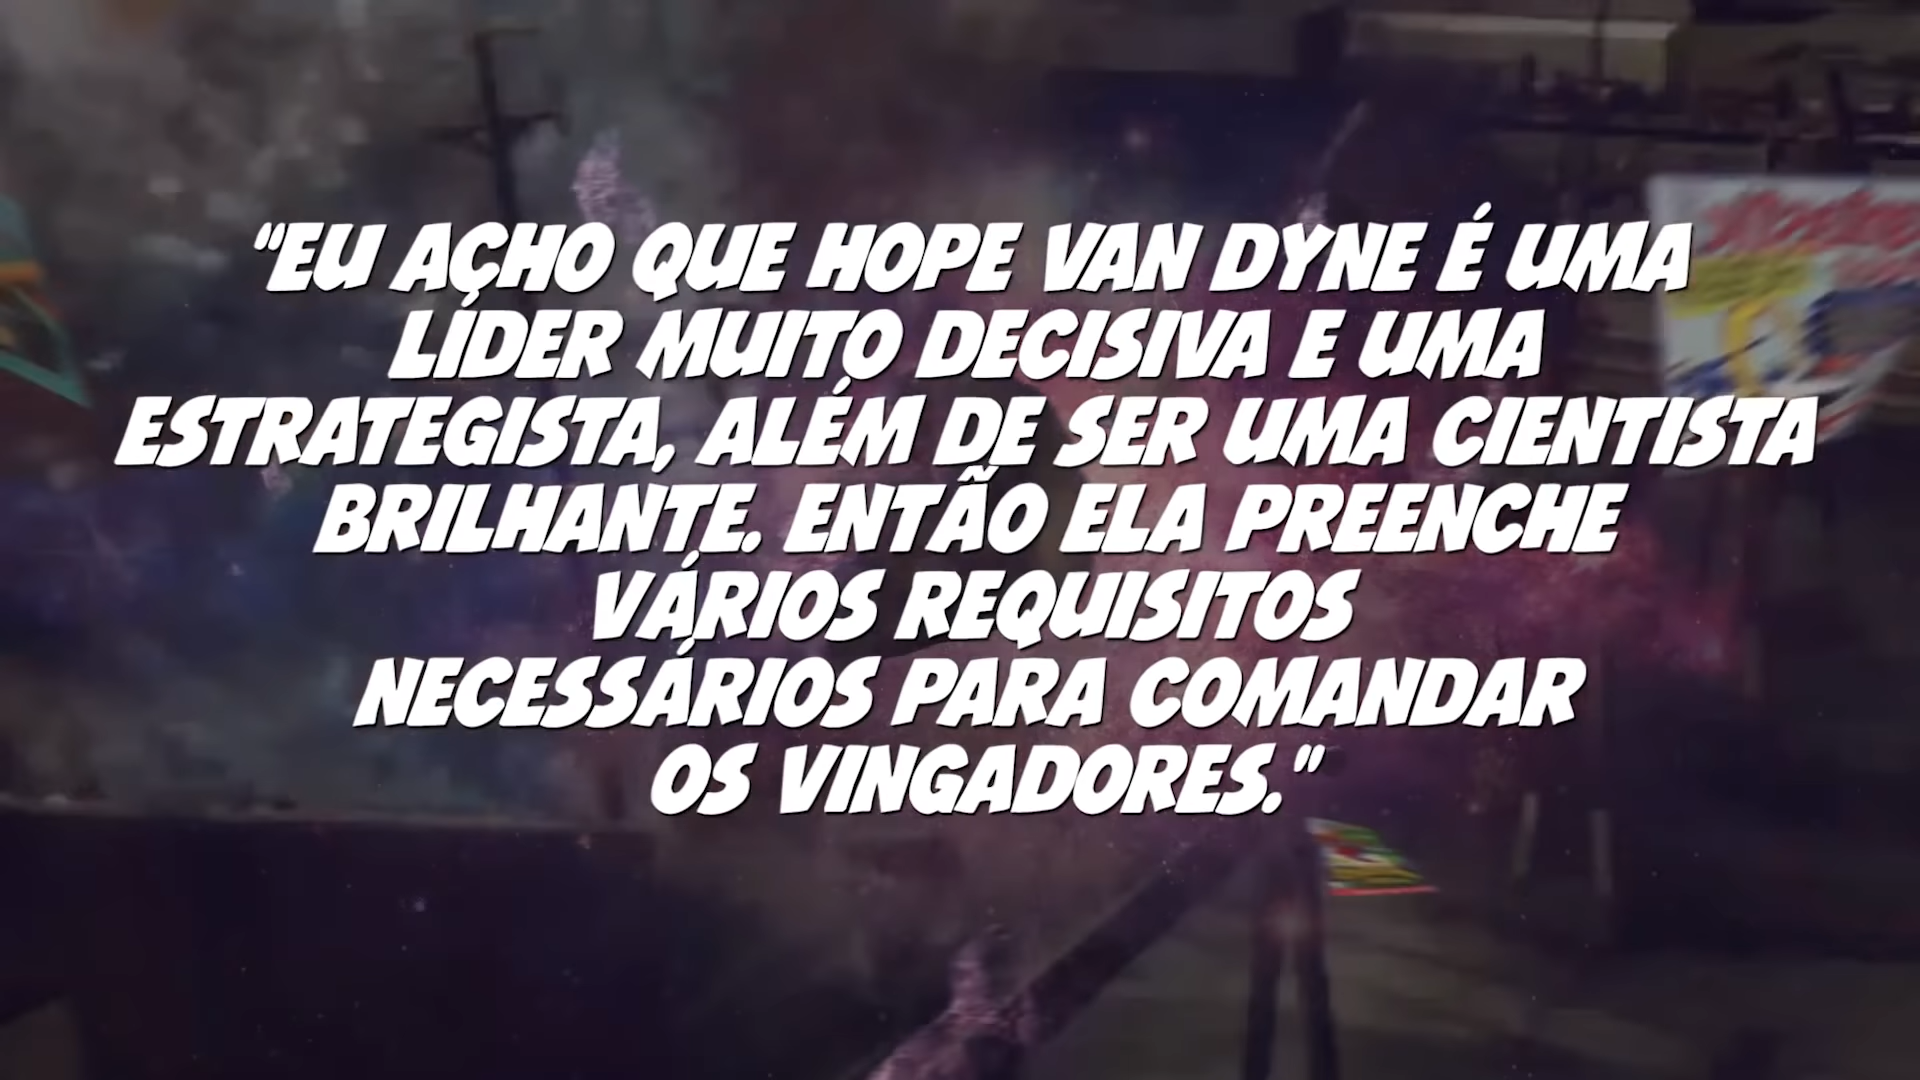 “EU ACHO QUE HOPE VAN DYNE É UMA
LÍDER MUITO DECISIVA E UMA
ESTRATEGISTA, ALÉM DE SER UMA CIENTISTA
BRILHANTE. ENTÃO ELA PREENCHE
VÁRIOS REQUISITOS
NECESSÁRIOS PARA COMANDAR
OS VINGADORES.”